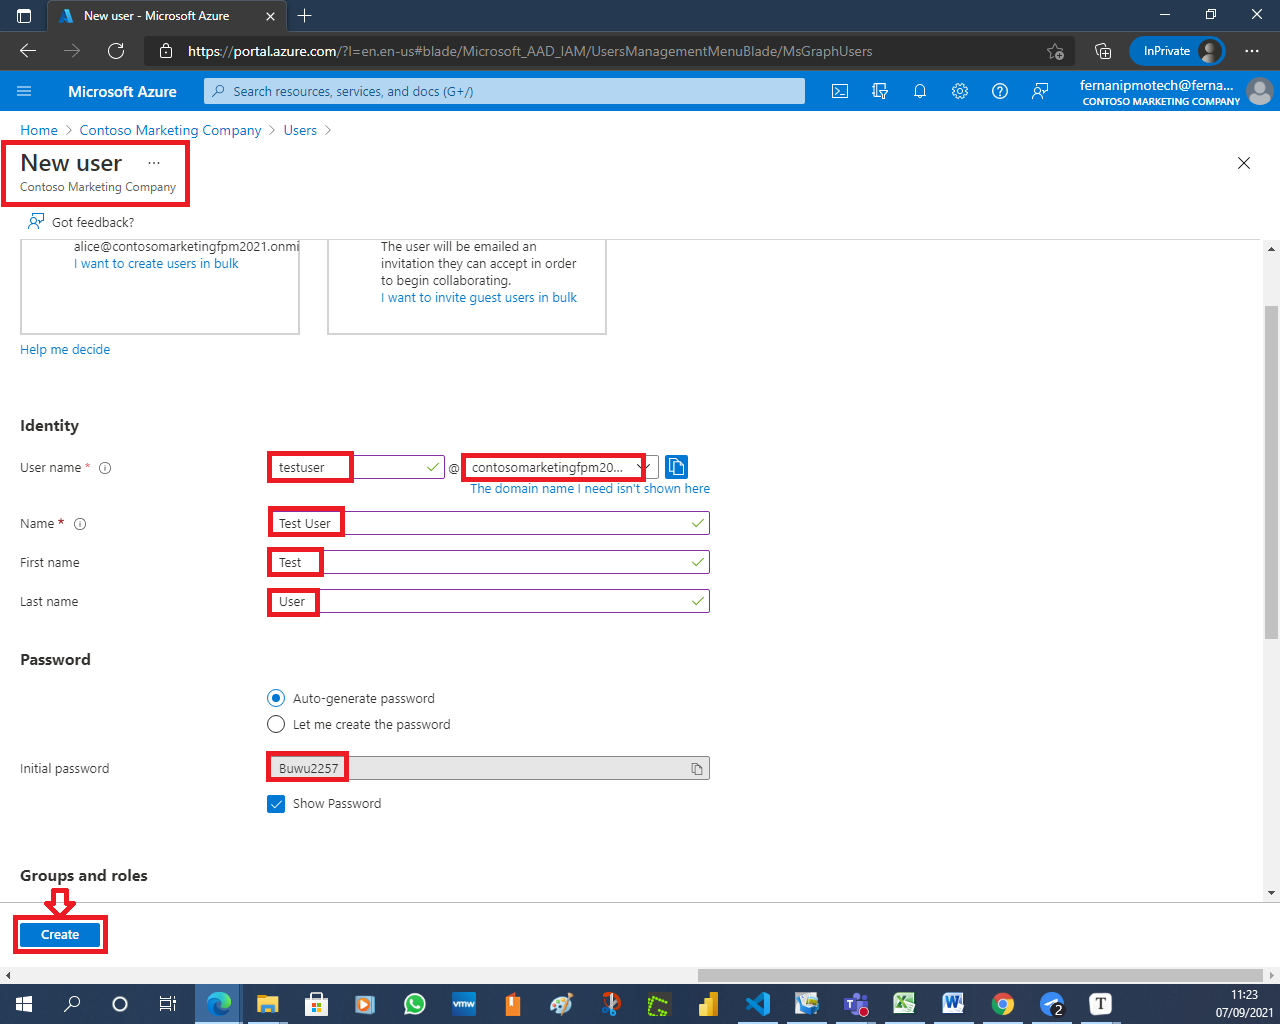 New user - Microsoft Azure
https://portal.azure.com/?l=en.en-us#blade/Microsoft_AAD_IAM/UsersManagementMenuBlade/MsGraphUsers
InPrivate
Microsoft Azure
Search resources, services, and docs (G+/)
fernanipmotech@ferna...
CONTOSO MARKETING COMPANY
Home > Contoso Marketing Company > Users >
New user ...
Contoso Marketing Company
Got feedback?
alice@contosomarketingfpm2021.onmi
I want to create users in bulk
The user will be emailed an
invitation they can accept in order
to begin collaborating.
I want to invite guest users in bulk
Help me decide
Identity
User name * testuser @ contosomarketingfpm20...
The domain name I need isn't shown here
Name * Test User
First name Test
Last name User
Password
Auto-generate password
Let me create the password
Initial password Buwu2257
Show Password
Groups and roles
Create
vmw
2
T
11:23
07/09/2021